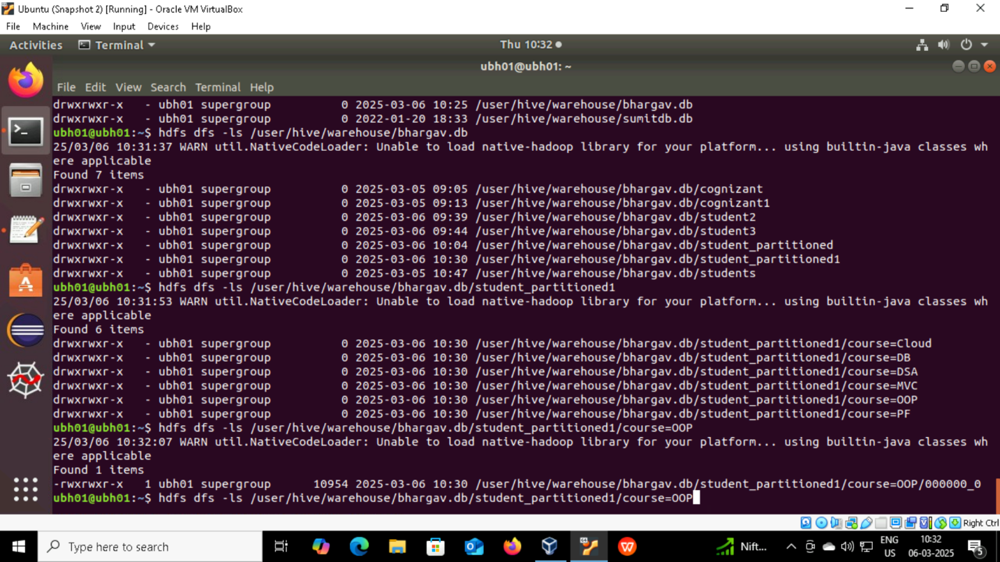 Ubuntu (Snapshot 2) [Running] - Oracle VM VirtualBox
File Machine View Input Devices Help
Activities Terminal Thu 10:32
ubh01@ubh01: ~
File Edit View Search Terminal Help
drwxrwxr-x   - ubh01 supergroup          0 2025-03-06 10:25 /user/hive/warehouse/bhargav.db
drwxrwxr-x   - ubh01 supergroup          0 2022-01-20 18:33 /user/hive/warehouse/sumitdb.db
ubh01@ubh01:~$ hdfs dfs -ls /user/hive/warehouse/bhargav.db
25/03/06 10:31:37 WARN util.NativeCodeLoader: Unable to load native-hadoop library for your platform... using builtin-java classes wh
ere applicable
Found 7 items
drwxrwxr-x   - ubh01 supergroup          0 2025-03-05 09:05 /user/hive/warehouse/bhargav.db/cognizant
drwxrwxr-x   - ubh01 supergroup          0 2025-03-05 09:13 /user/hive/warehouse/bhargav.db/cognizant1
drwxrwxr-x   - ubh01 supergroup          0 2025-03-06 09:39 /user/hive/warehouse/bhargav.db/student2
drwxrwxr-x   - ubh01 supergroup          0 2025-03-06 09:44 /user/hive/warehouse/bhargav.db/student3
drwxrwxr-x   - ubh01 supergroup          0 2025-03-06 10:04 /user/hive/warehouse/bhargav.db/student_partitioned
drwxrwxr-x   - ubh01 supergroup          0 2025-03-06 10:30 /user/hive/warehouse/bhargav.db/student_partitioned1
drwxrwxr-x   - ubh01 supergroup          0 2025-03-05 10:47 /user/hive/warehouse/bhargav.db/students
ubh01@ubh01:~$ hdfs dfs -ls /user/hive/warehouse/bhargav.db/student_partitioned1
25/03/06 10:31:53 WARN util.NativeCodeLoader: Unable to load native-hadoop library for your platform... using builtin-java classes wh
ere applicable
Found 6 items
drwxrwxr-x   - ubh01 supergroup          0 2025-03-06 10:30 /user/hive/warehouse/bhargav.db/student_partitioned1/course=Cloud
drwxrwxr-x   - ubh01 supergroup          0 2025-03-06 10:30 /user/hive/warehouse/bhargav.db/student_partitioned1/course=DB
drwxrwxr-x   - ubh01 supergroup          0 2025-03-06 10:30 /user/hive/warehouse/bhargav.db/student_partitioned1/course=DSA
drwxrwxr-x   - ubh01 supergroup          0 2025-03-06 10:30 /user/hive/warehouse/bhargav.db/student_partitioned1/course=MVC
drwxrwxr-x   - ubh01 supergroup          0 2025-03-06 10:30 /user/hive/warehouse/bhargav.db/student_partitioned1/course=OOP
drwxrwxr-x   - ubh01 supergroup          0 2025-03-06 10:30 /user/hive/warehouse/bhargav.db/student_partitioned1/course=PF
ubh01@ubh01:~$ hdfs dfs -ls /user/hive/warehouse/bhargav.db/student_partitioned1/course=OOP
25/03/06 10:32:07 WARN util.NativeCodeLoader: Unable to load native-hadoop library for your platform... using builtin-java classes wh
ere applicable
Found 1 items
-rwxrwxr-x   1 ubh01 supergroup      10954 2025-03-06 10:30 /user/hive/warehouse/bhargav.db/student_partitioned1/course=OOP/000000_0
ubh01@ubh01:~$ hdfs dfs -ls /user/hive/warehouse/bhargav.db/student_partitioned1/course=OOP
Right Ctrl
Type here to search Nift... ENG 10:32
US 06-03-2025 5